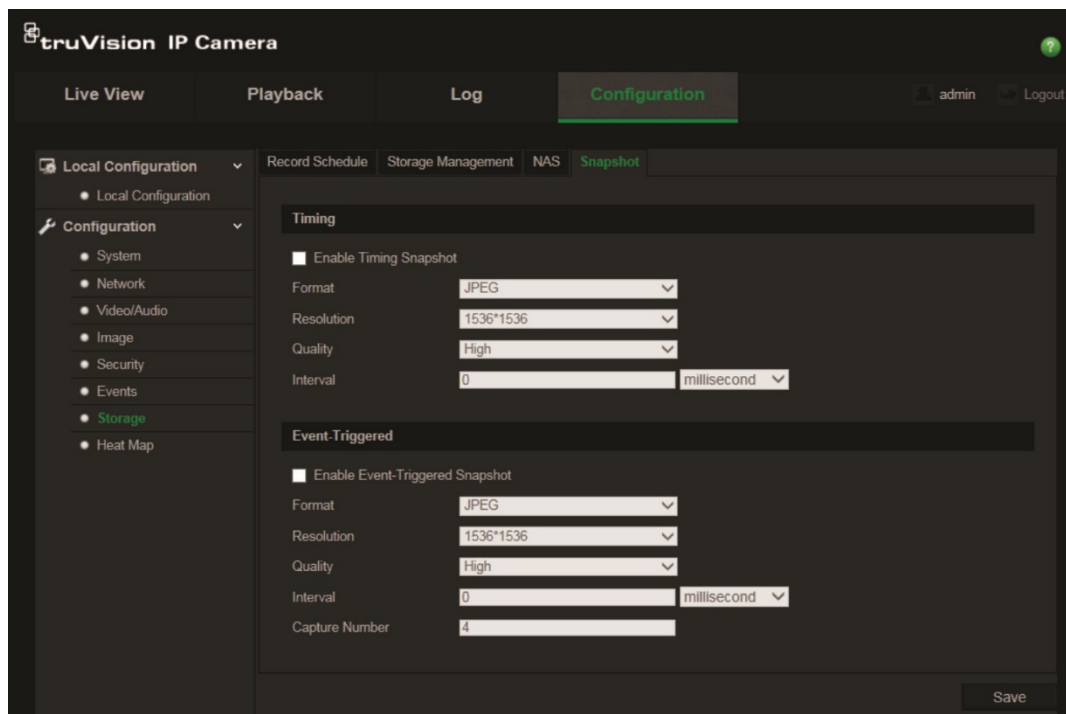 truVision IP Camera
?
Live View Playback Log Configuration admin Logout
Local Configuration
Record Schedule Storage Management NAS Snapshot
Local Configuration
Configuration
System
Network
Video/Audio
Image
Security
Events
Storage
Heat Map
Timing
Enable Timing Snapshot
Format JPEG
Resolution 1536*1536
Quality High
Interval 0 millisecond
Event-Triggered
Enable Event-Triggered Snapshot
Format JPEG
Resolution 1536*1536
Quality High
Interval 0 millisecond
Capture Number 4
Save